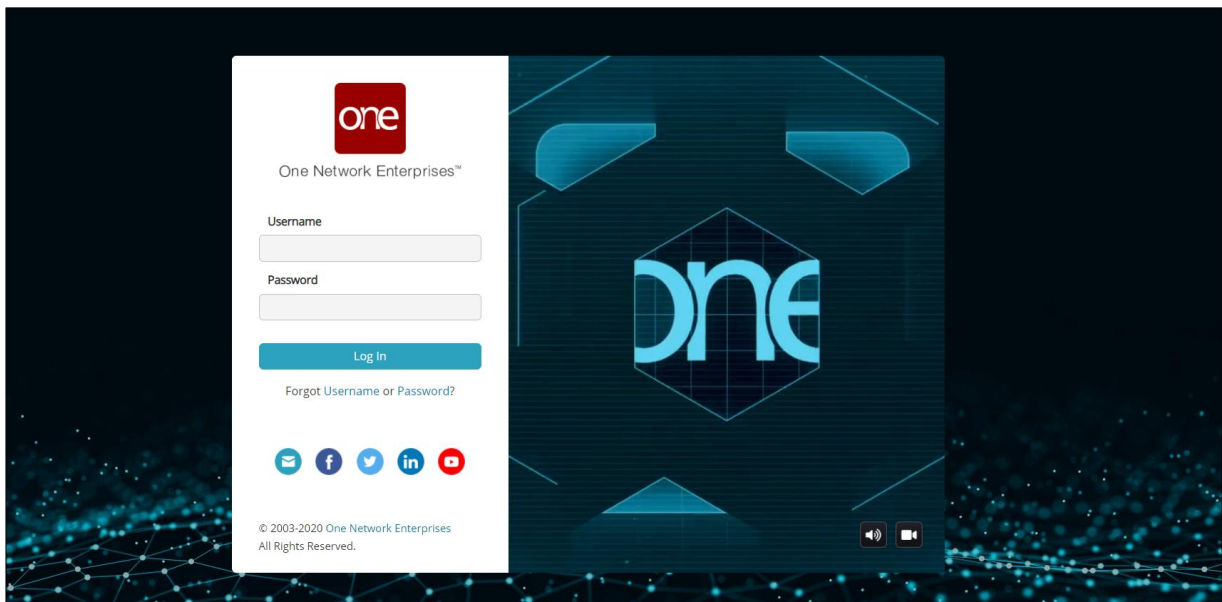 one
One Network Enterprises™
Username
Password
Log In
Forgot Username or Password?
f
in
© 2003-2020 One Network Enterprises
All Rights Reserved.
one